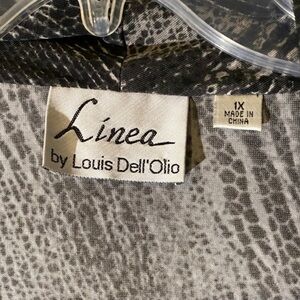 Linea
by Louis Dell'Olio
1X
MADE IN
CHINA